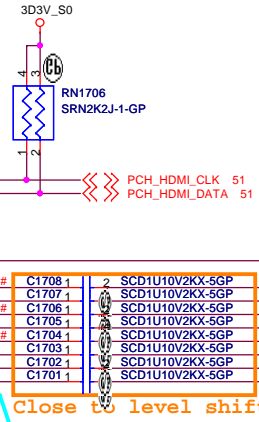 3D3V_S0
4 3
RN1706
SRN2K2J-1-GP
1 2
PCH_HDMI_CLK 51
PCH_HDMI_DATA 51
# C1708 1 2 SCD1U10V2KX-5GP
C1707 1 SCD1U10V2KX-5GP
# C1706 1 SCD1U10V2KX-5GP
C1705 1 SCD1U10V2KX-5GP
# C1704 1 SCD1U10V2KX-5GP
C1703 1 SCD1U10V2KX-5GP
C1702 1 SCD1U10V2KX-5GP
C1701 1 SCD1U10V2KX-5GP
Close to level shif